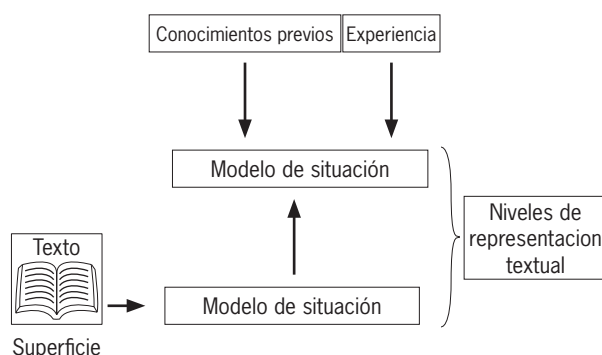 Conocimientos previos
Experiencia
Modelo de situación
Niveles de
representacion
textual
Texto
Modelo de situación
Superficie